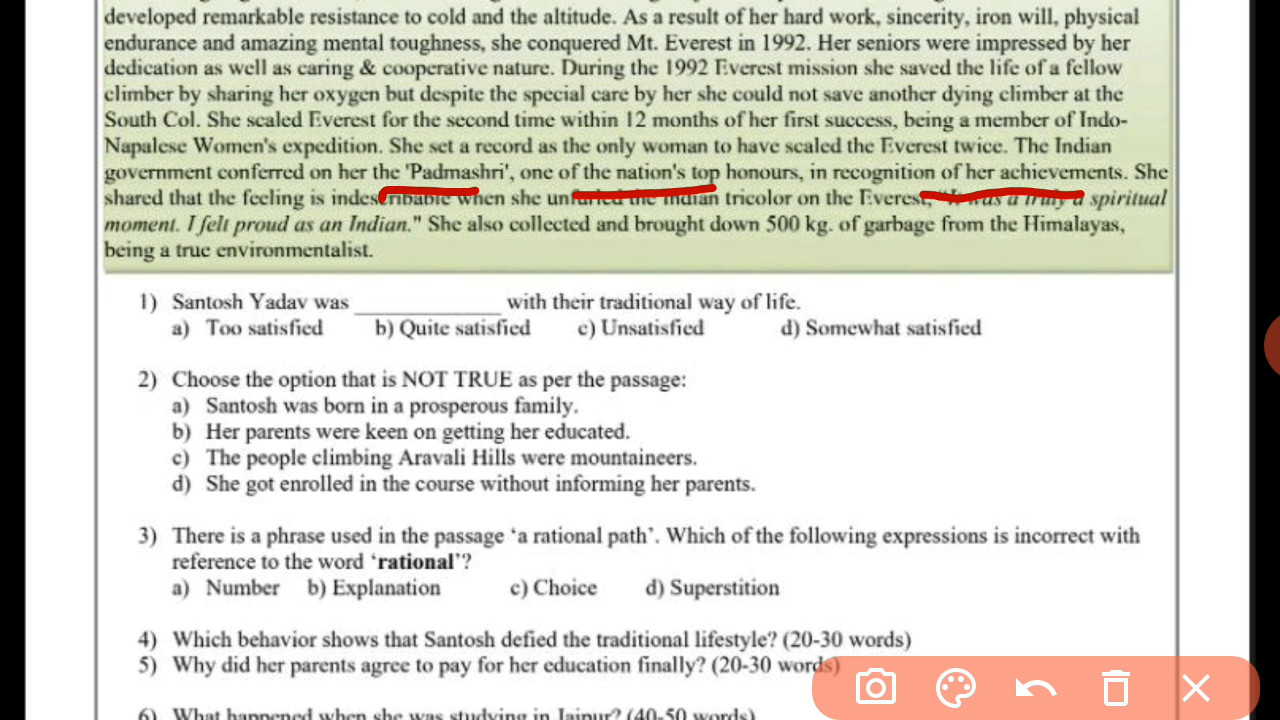 developed remarkable resistance to cold and the altitude. As a result of her hard work, sincerity, iron will, physical
endurance and amazing mental toughness, she conquered Mt. Everest in 1992. Her seniors were impressed by her
dedication as well as caring & cooperative nature. During the 1992 Everest mission she saved the life of a fellow
climber by sharing her oxygen but despite the special care by her she could not save another dying climber at the
South Col. She scaled Everest for the second time within 12 months of her first success, being a member of Indo-
Napalese Women's expedition. She set a record as the only woman to have scaled the Everest twice. The Indian
government conferred on her the 'Padmashri', one of the nation's top honours, in recognition of her achievements. She
shared that the feeling is indescribable when she unfurled the Indian tricolor on the Everest, "It was a truly a spiritual
moment. I felt proud as an Indian." She also collected and brought down 500 kg. of garbage from the Himalayas,
being a true environmentalist.
1) Santosh Yadav was ____________ with their traditional way of life.
a) Too satisfied b) Quite satisfied c) Unsatisfied d) Somewhat satisfied
2) Choose the option that is NOT TRUE as per the passage:
a) Santosh was born in a prosperous family.
b) Her parents were keen on getting her educated.
c) The people climbing Aravali Hills were mountaineers.
d) She got enrolled in the course without informing her parents.
3) There is a phrase used in the passage ‘a rational path’. Which of the following expressions is incorrect with
reference to the word ‘rational’?
a) Number b) Explanation c) Choice d) Superstition
4) Which behavior shows that Santosh defied the traditional lifestyle? (20-30 words)
5) Why did her parents agree to pay for her education finally? (20-30 words)
6) What happened when she was studying in Jaipur? (40-50 words)